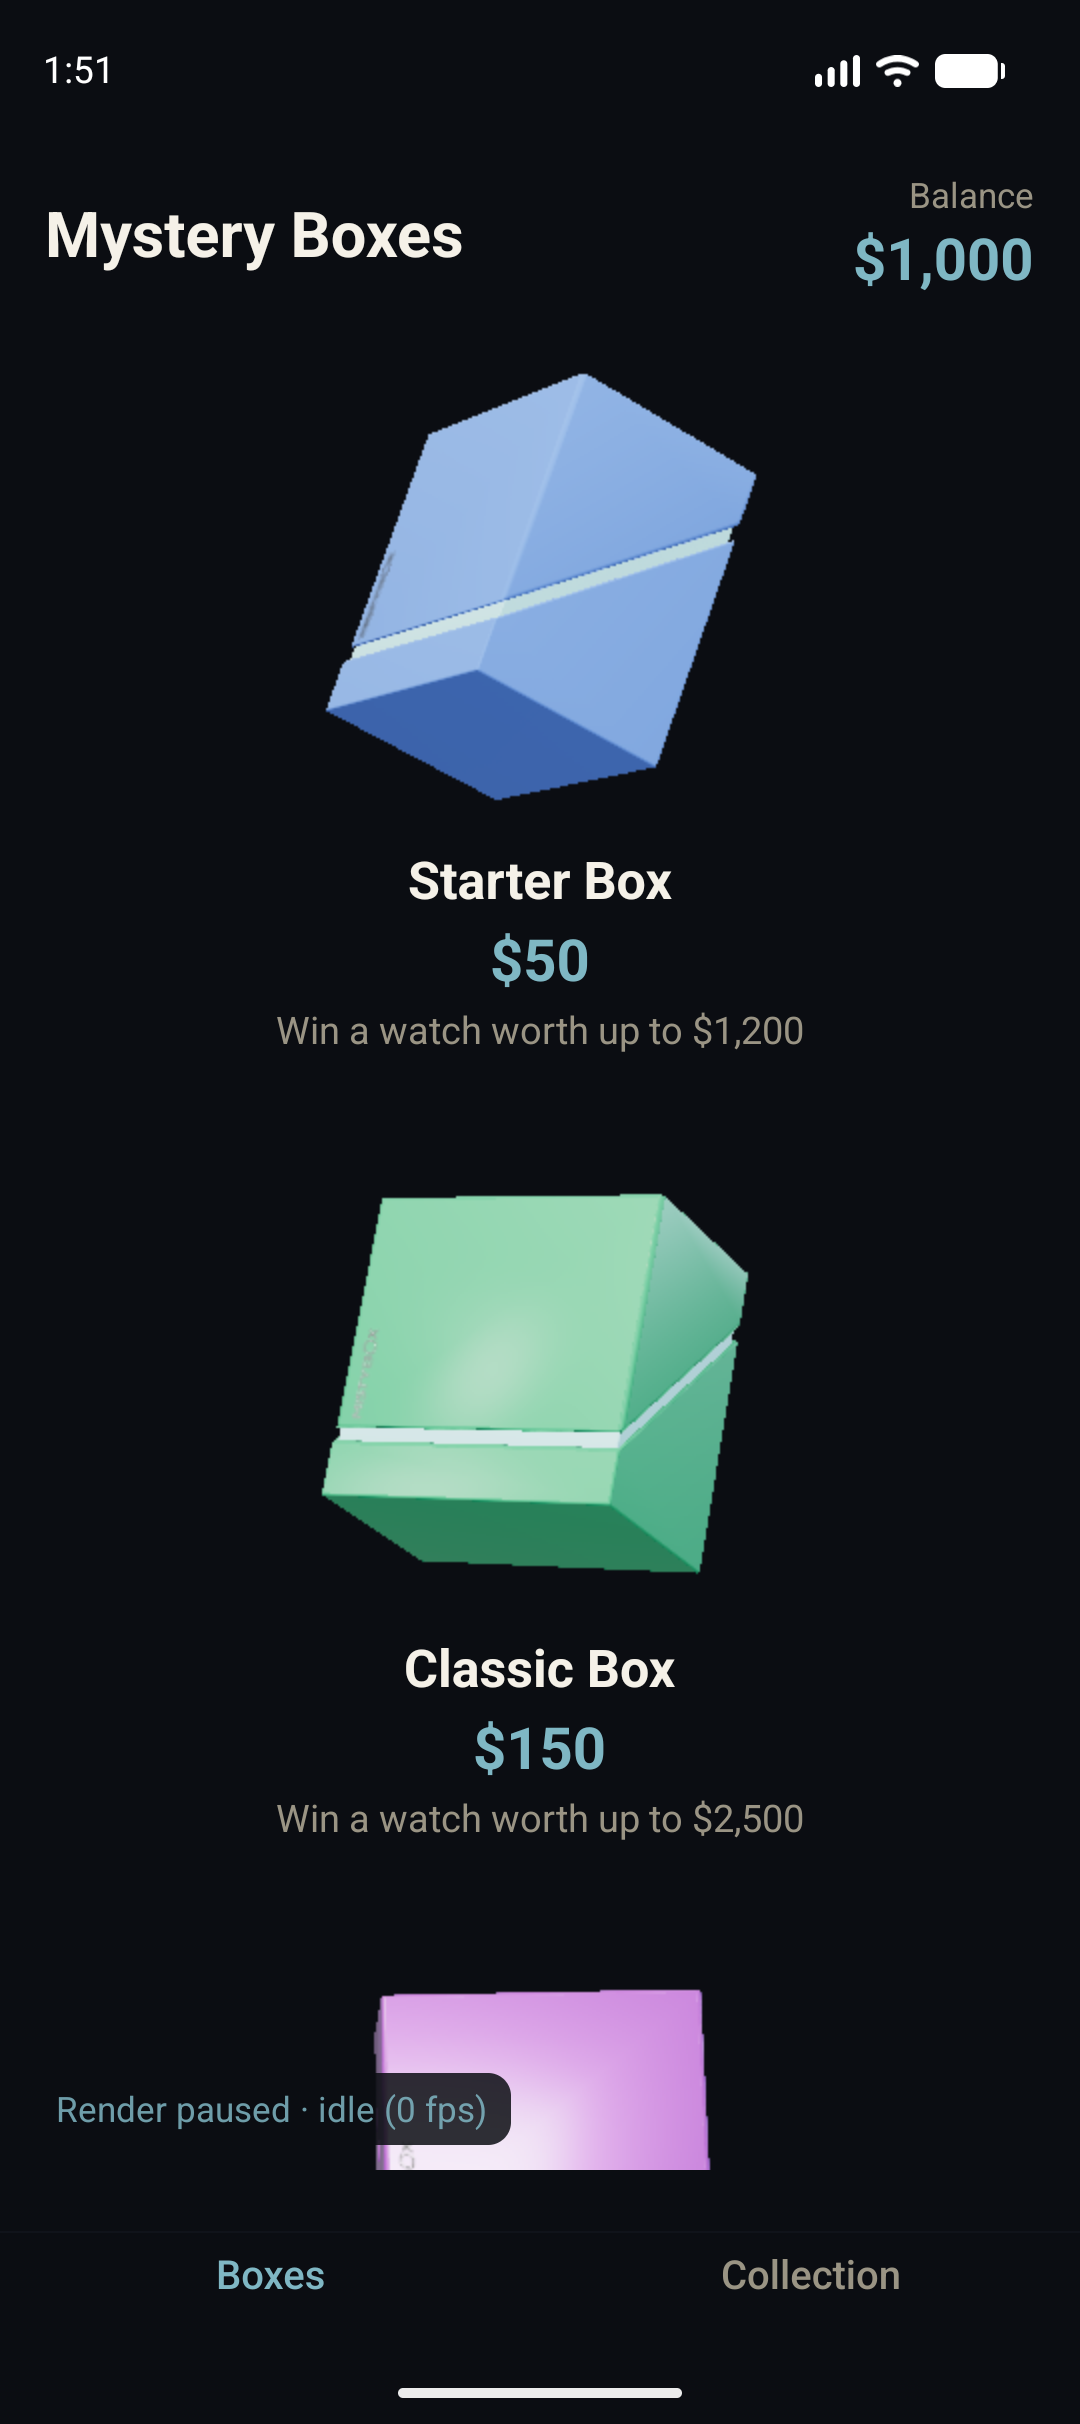 1:51
Mystery Boxes
Balance
$1,000
Starter Box
$50
Win a watch worth up to $1,200
Classic Box
$150
Win a watch worth up to $2,500
Render paused · idle (0 fps)
Boxes
Collection